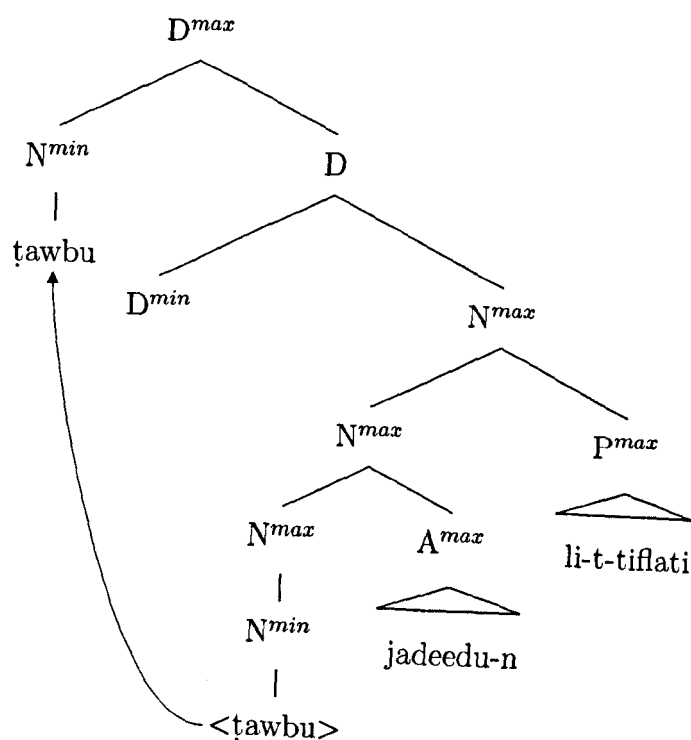 D^max
N^min D
ṭawbu
D^min N^max
N^max P^max
N^max A^max li-t-tiflati
N^min jadeedu-n
<ṭawbu>